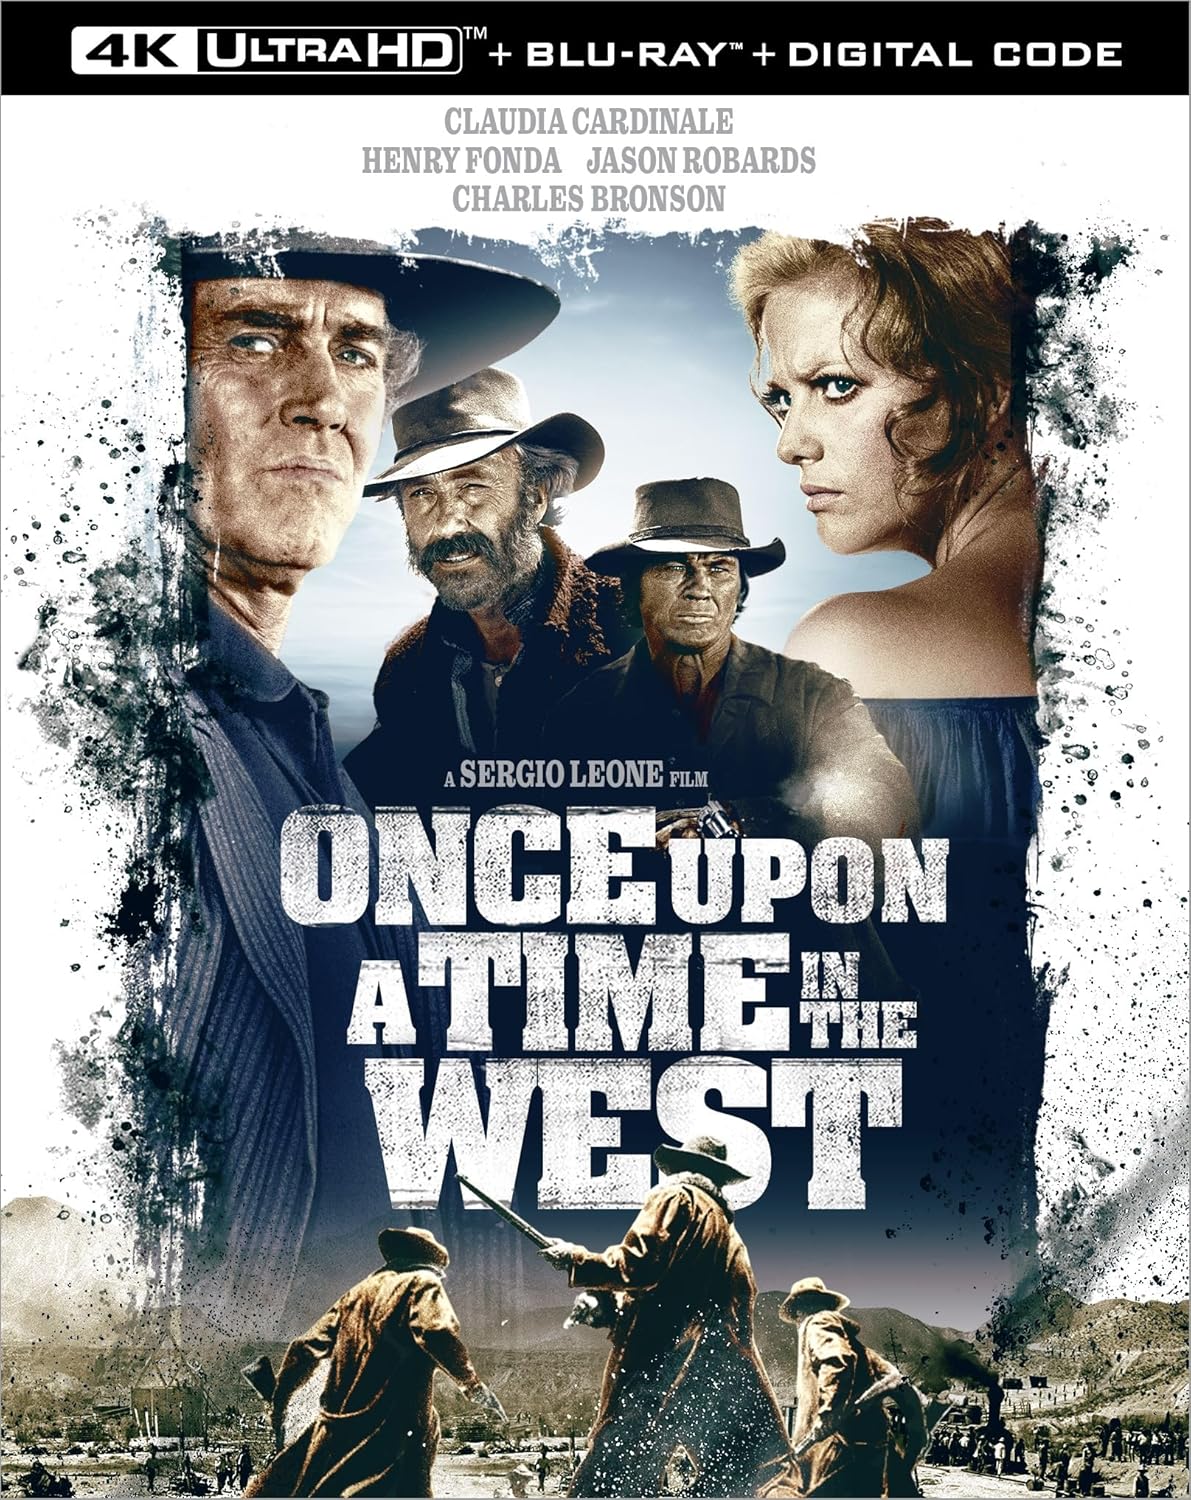 4K ULTRA HD™ + BLU-RAY™ + DIGITAL CODE
CLAUDIA CARDINALE
HENRY FONDA JASON ROBARDS
CHARLES BRONSON
A SERGIO LEONE FILM
ONCE UPON
A TIME IN THE
WEST